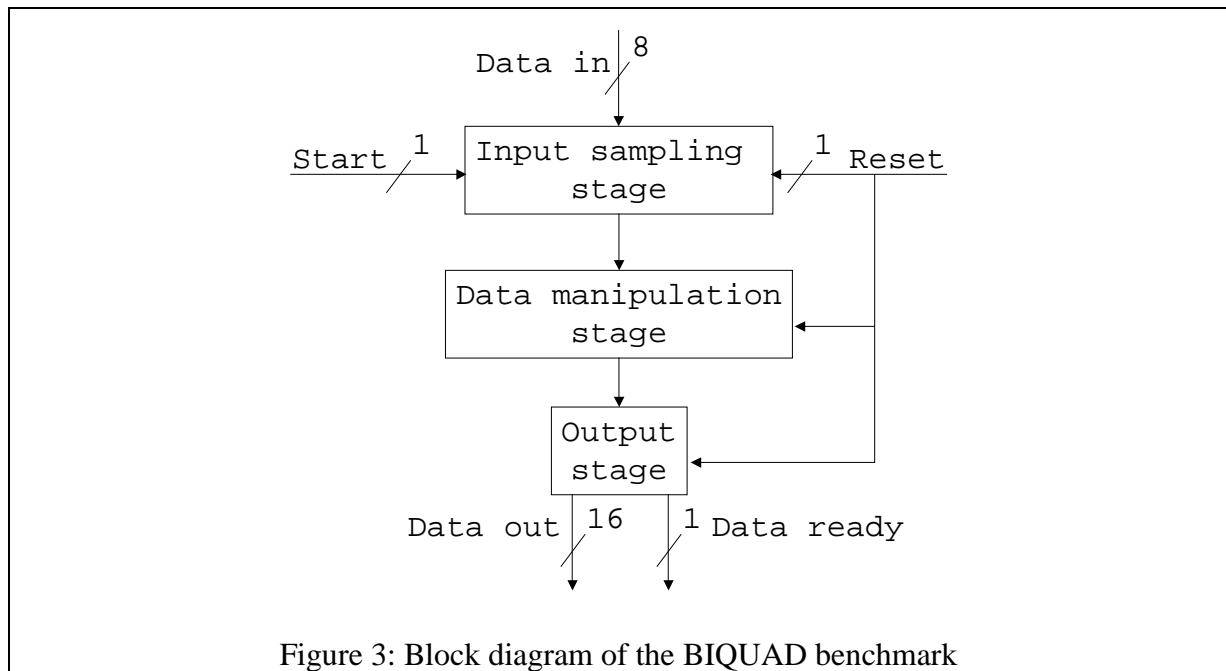 8
Data in
1
1
Start
Input sampling
Reset
stage
Data manipulation
stage
Output
stage
Data out
16
1
Data ready
Figure 3: Block diagram of the BIQUAD benchmark